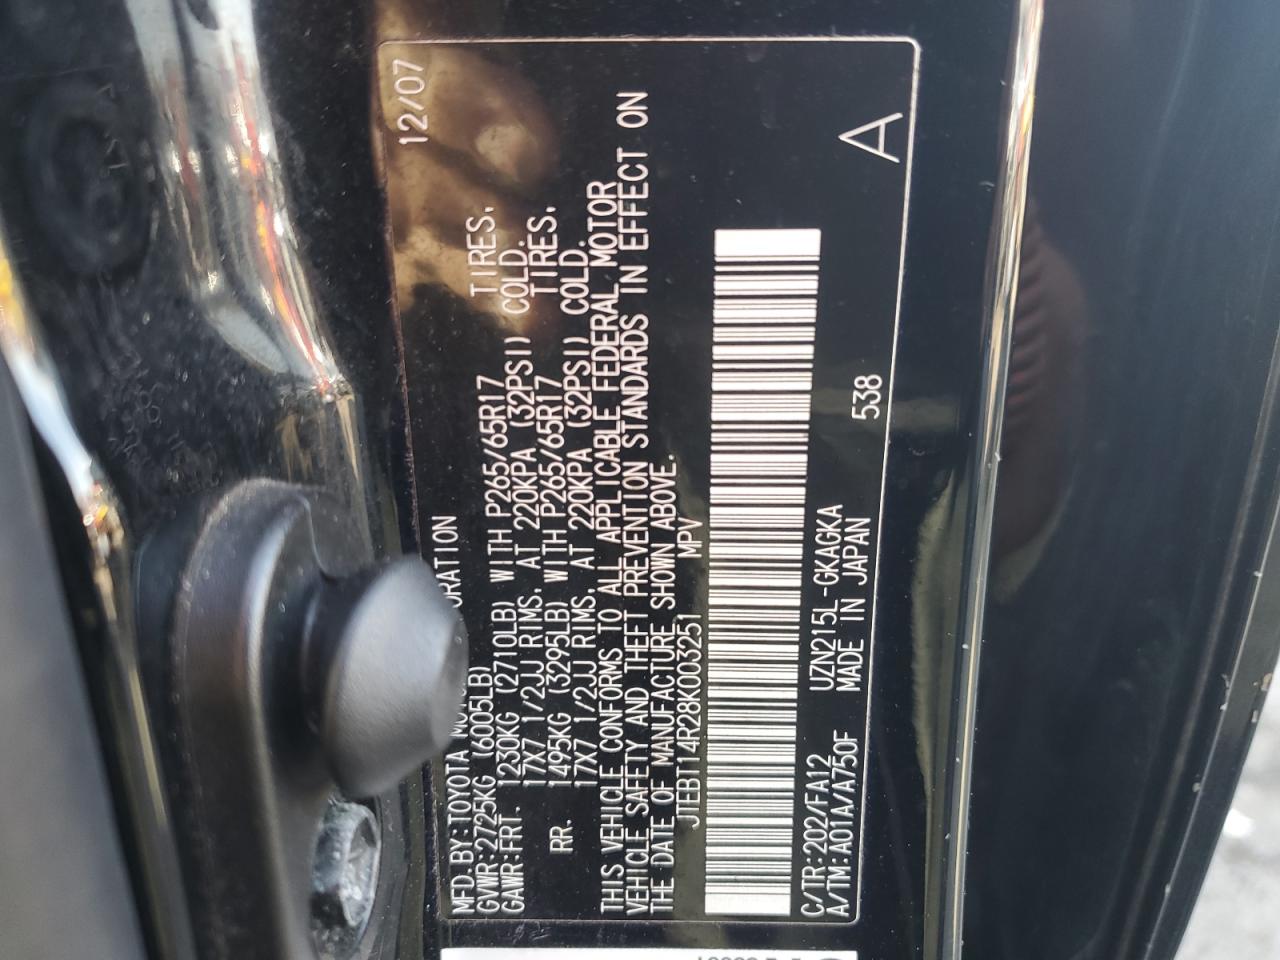 MFD.BY:TOYOTA 12/07
GVWR:2725KG (6005LB)
GAWR:FRT. 1230KG (2710LB) WITH P265/65R17 TIRES,
17X7 1/2JJ RIMS, AT 220KPA (32PSI) COLD.
RR. 1495KG (3295LB) WITH P265/65R17 TIRES,
17X7 1/2JJ RIMS, AT 220KPA (32PSI) COLD.
THIS VEHICLE CONFORMS TO ALL APPLICABLE FEDERAL MOTOR
VEHICLE SAFETY AND THEFT PREVENTION STANDARDS IN EFFECT ON
THE DATE OF MANUFACTURE SHOWN ABOVE.
JTEBT14R28K003251 MPV
C/TR:202/FA12 UZN215L-GKAGKA
A/TM:A01A/A750F MADE IN JAPAN 538 A